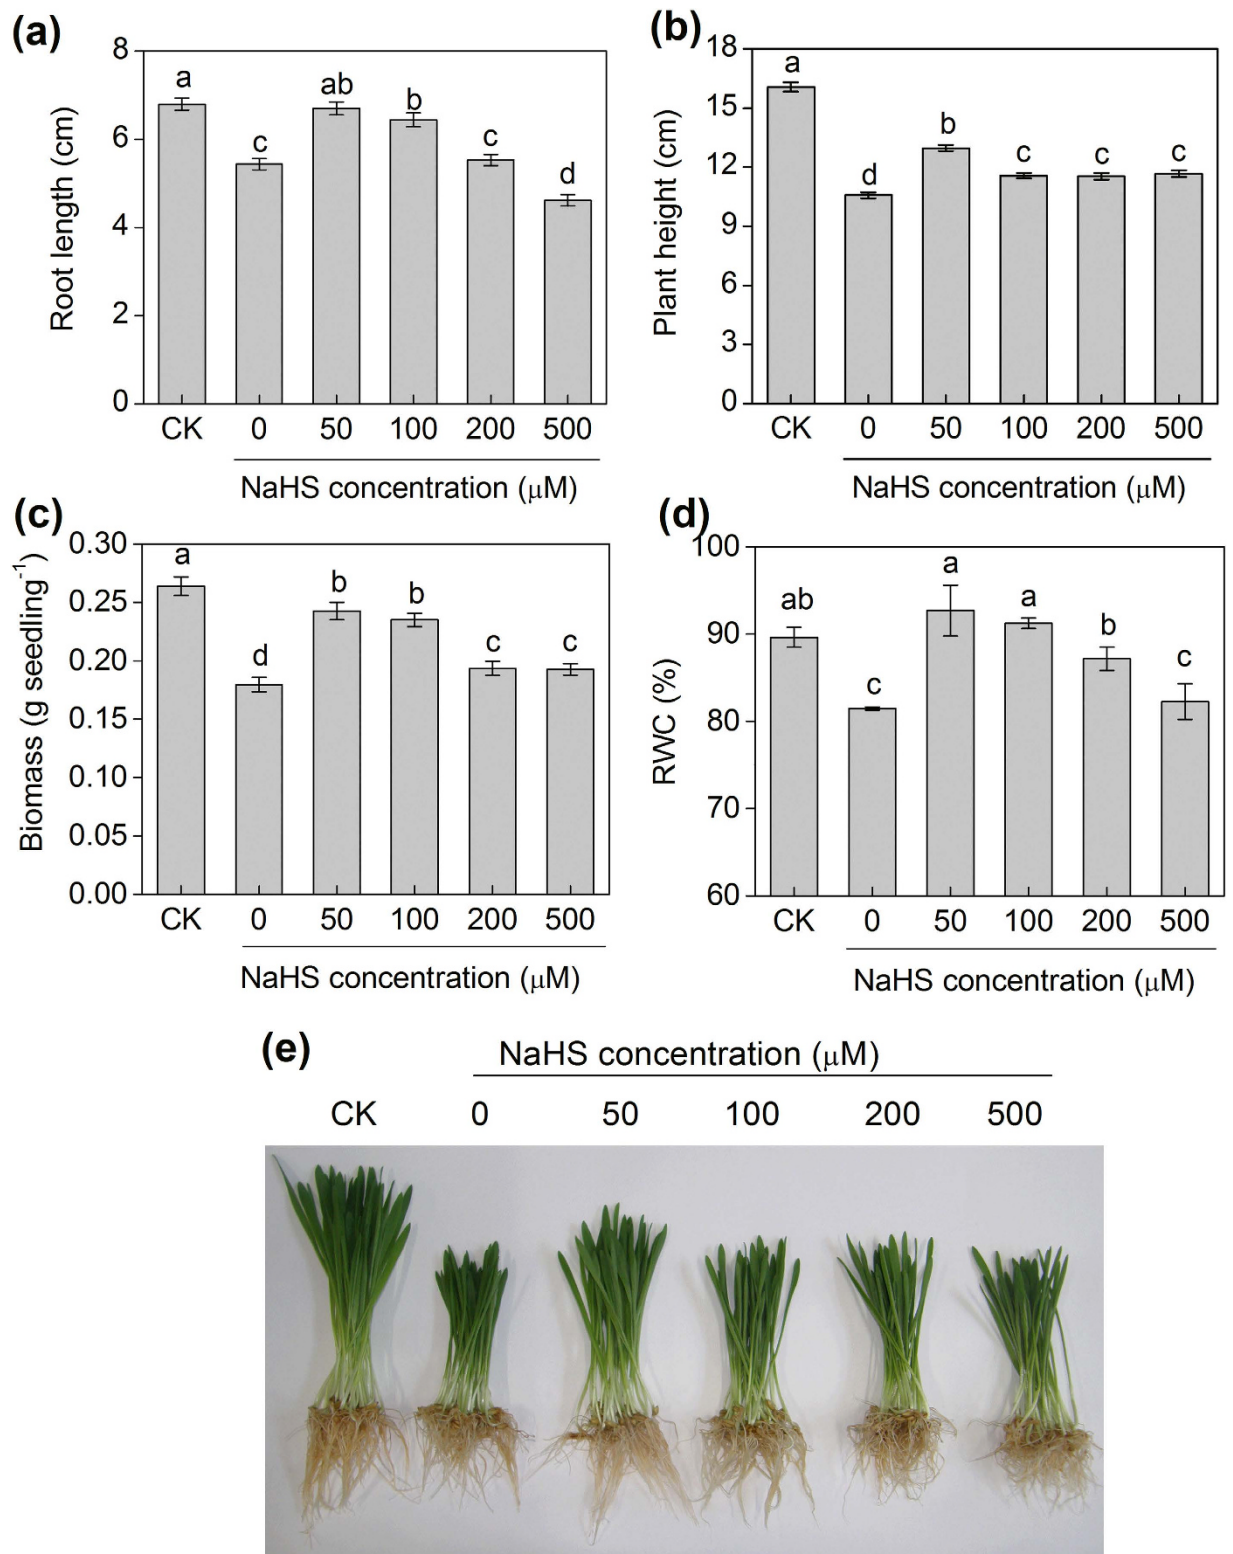 (a)
8
6
4
2
0
Root length (cm)
a
c
ab
b
c
d
CK 0 50 100 200 500
NaHS concentration (μM)
(b)
18
15
12
9
6
3
0
Plant height (cm)
a
d
b
c
c
c
CK 0 50 100 200 500
NaHS concentration (μM)
(c)
0.30
0.25
0.20
0.15
0.10
0.05
0.00
Biomass (g seedling⁻¹)
a
d
b
b
c
c
CK 0 50 100 200 500
NaHS concentration (μM)
(d)
100
90
80
70
60
RWC (%)
ab
c
a
a
b
c
CK 0 50 100 200 500
NaHS concentration (μM)
(e)
NaHS concentration (μM)
CK 0 50 100 200 500